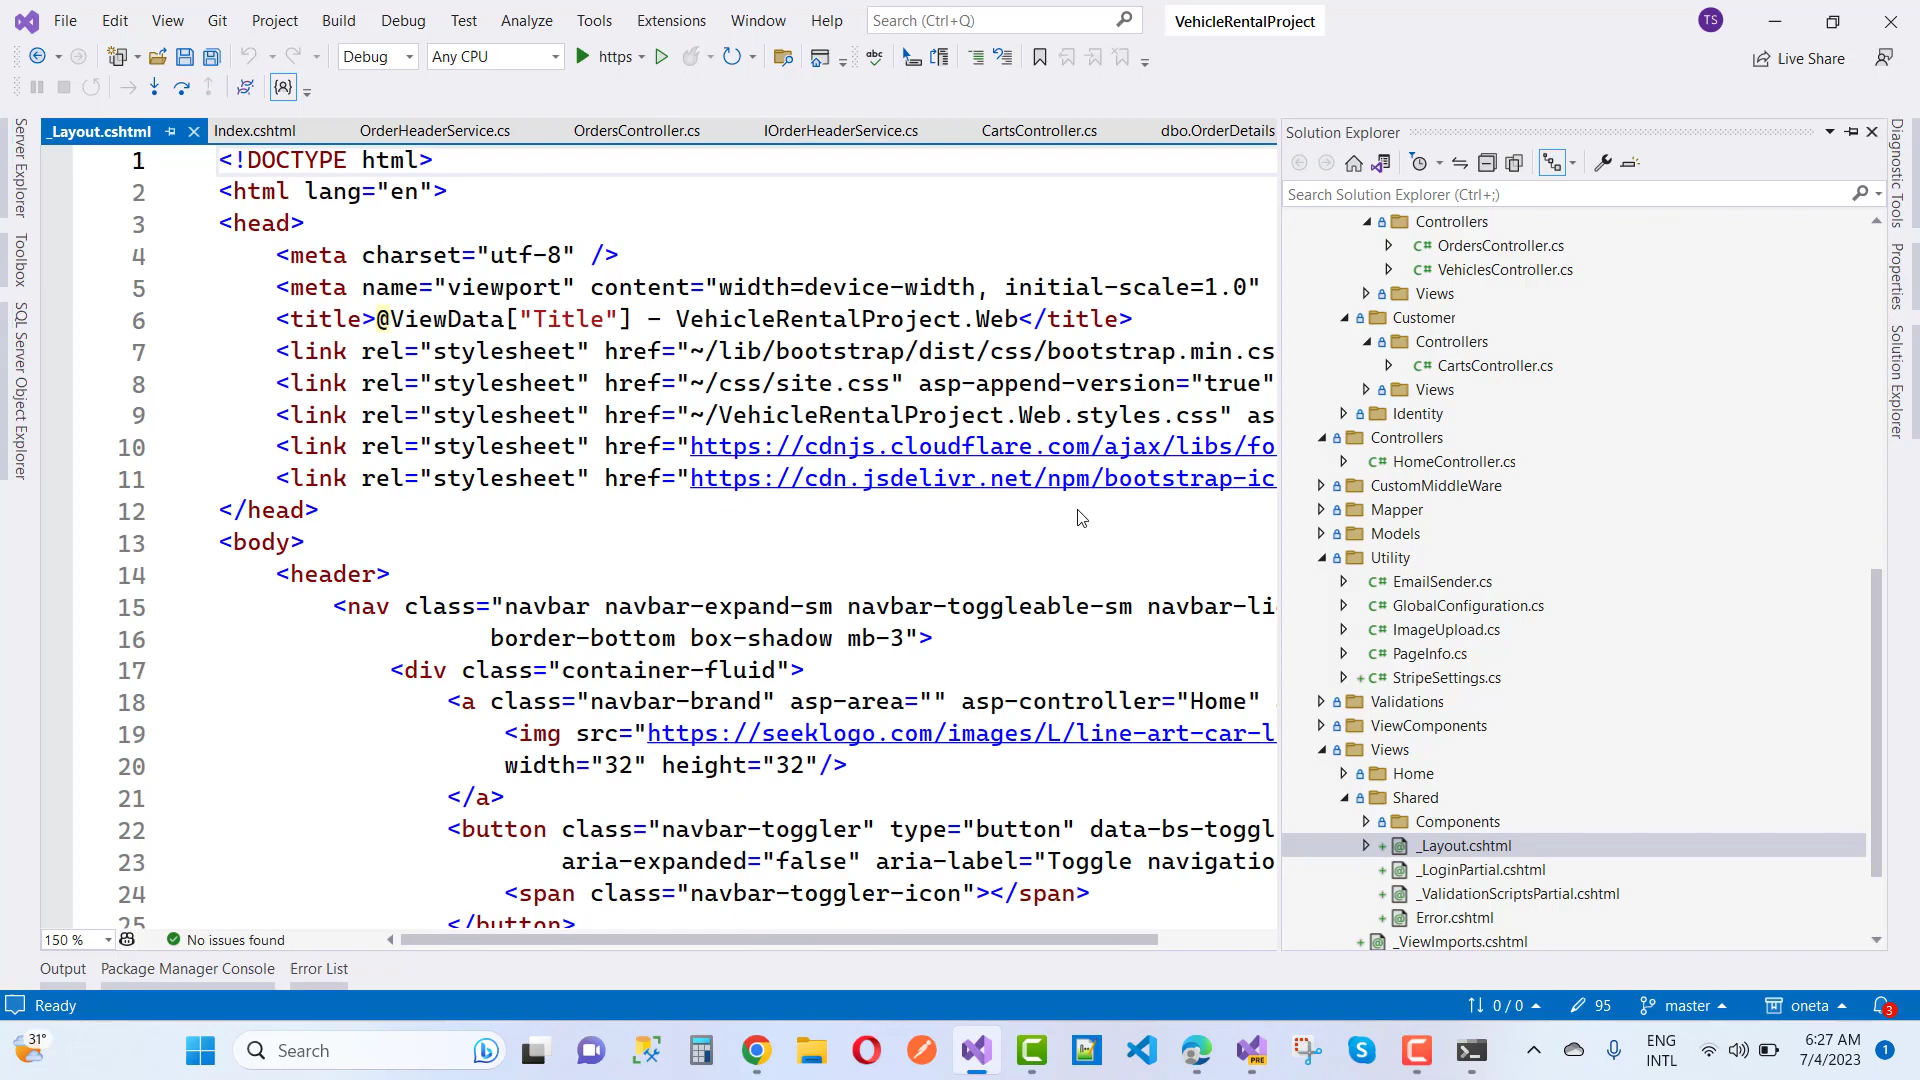 File Edit View Git Project Build Debug Test Analyze Tools Extensions Window Help Search (Ctrl+Q) VehicleRentalProject TS
Debug Any CPU https Live Share
_Layout.cshtml Index.cshtml OrderHeaderService.cs OrdersController.cs IOrderHeaderService.cs CartsController.cs dbo.OrderDetails
Server Explorer
Toolbox
SQL Server Object Explorer
1 <!DOCTYPE html>
2 <html lang="en">
3 <head>
4 <meta charset="utf-8" />
5 <meta name="viewport" content="width=device-width, initial-scale=1.0"
6 <title>@ViewData["Title"] - VehicleRentalProject.Web</title>
7 <link rel="stylesheet" href="~/lib/bootstrap/dist/css/bootstrap.min.cs
8 <link rel="stylesheet" href="~/css/site.css" asp-append-version="true"
9 <link rel="stylesheet" href="~/VehicleRentalProject.Web.styles.css" as
10 <link rel="stylesheet" href="https://cdnjs.cloudflare.com/ajax/libs/fo
11 <link rel="stylesheet" href="https://cdn.jsdelivr.net/npm/bootstrap-ic
12 </head>
13 <body>
14 <header>
15 <nav class="navbar navbar-expand-sm navbar-toggleable-sm navbar-li
16 border-bottom box-shadow mb-3">
17 <div class="container-fluid">
18 <a class="navbar-brand" asp-area="" asp-controller="Home"
19 <img src="https://seeklogo.com/images/L/line-art-car-l
20 width="32" height="32"/>
21 </a>
22 <button class="navbar-toggler" type="button" data-bs-toggl
23 aria-expanded="false" aria-label="Toggle navigatio
24 <span class="navbar-toggler-icon"></span>
25 </button>
150 % No issues found
Solution Explorer
Search Solution Explorer (Ctrl+;)
Controllers
C# OrdersController.cs
C# VehiclesController.cs
Views
Customer
Controllers
C# CartsController.cs
Views
Identity
Controllers
C# HomeController.cs
CustomMiddleWare
Mapper
Models
Utility
C# EmailSender.cs
C# GlobalConfiguration.cs
C# ImageUpload.cs
C# PageInfo.cs
C# StripeSettings.cs
Validations
ViewComponents
Views
Home
Shared
Components
_Layout.cshtml
_LoginPartial.cshtml
_ValidationScriptsPartial.cshtml
Error.cshtml
_ViewImports.cshtml
Diagnostic Tools
Properties
Solution Explorer
Output Package Manager Console Error List
Ready 0 / 0 95 master oneta 3
31° Search PRE ENG INTL 6:27 AM 7/4/2023 1